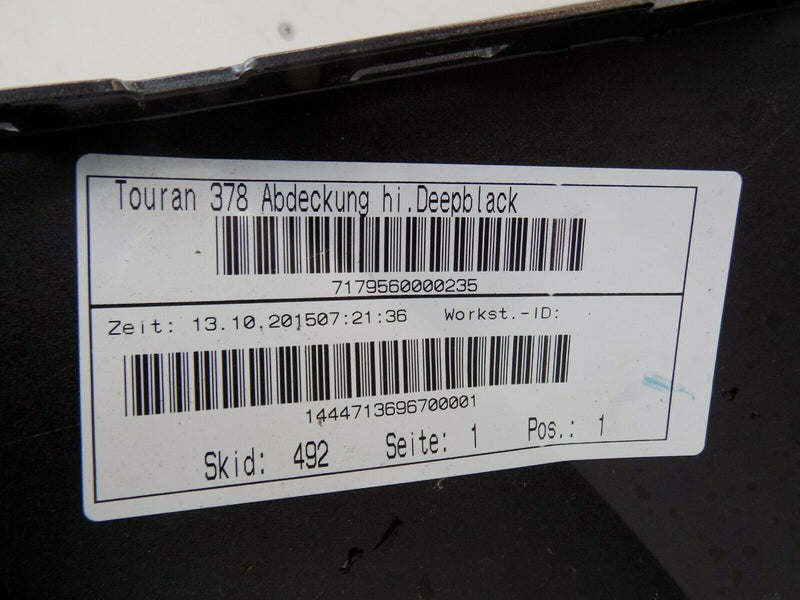 Touran 378 Abdeckung hi.Deepblack
7179560000235
Zeit: 13.10.201507:21:36 Workst.-ID:
1444713696700001
Skid: 492 Seite: 1 Pos.: 1